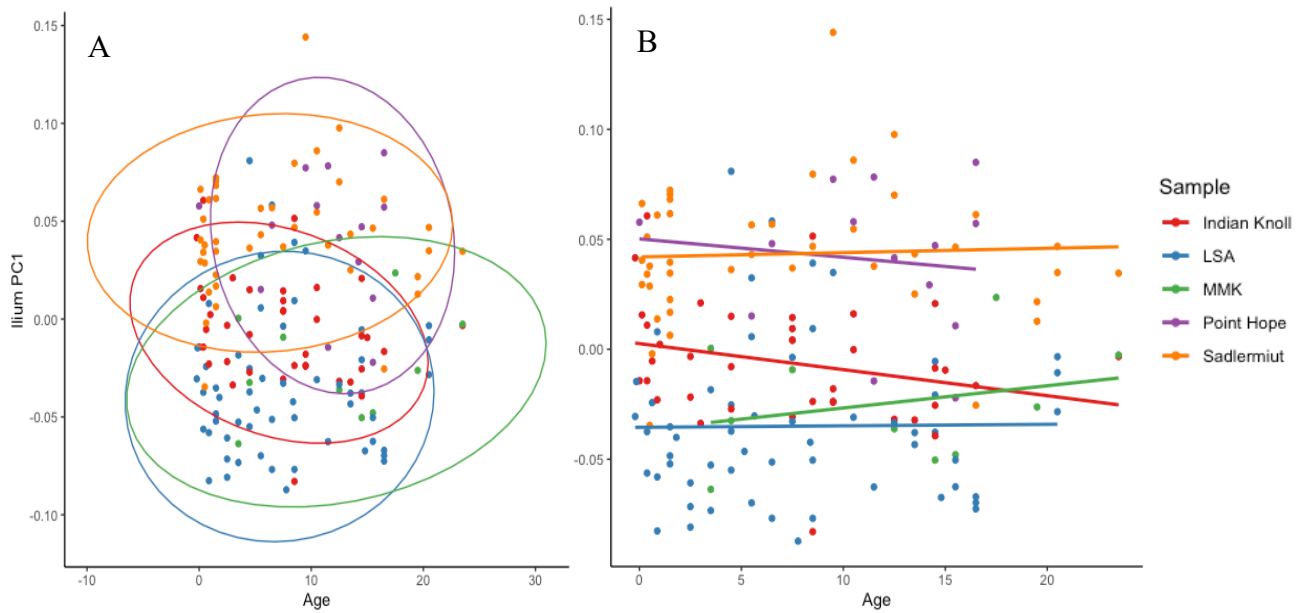 A
0.15
0.10
0.05
0.00
-0.05
-0.10
Ilium PC1
-10
0
10
20
30
Age
B
0.15
0.10
0.05
0.00
-0.05
0
5
10
15
20
Age
Sample
Indian Knoll
LSA
MMK
Point Hope
Sadlermiut